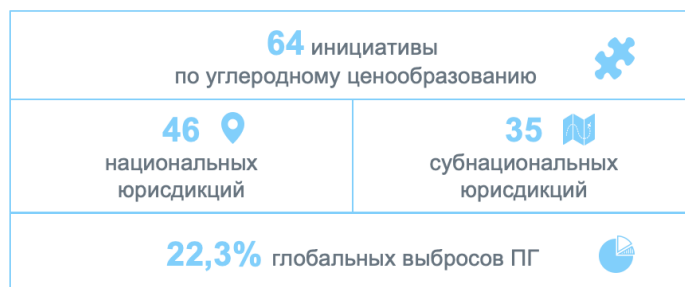 64 инициативы
по углеродному ценообразованию
46
национальных
юрисдикций
35
субнациональных
юрисдикций
22,3% глобальных выбросов ПГ